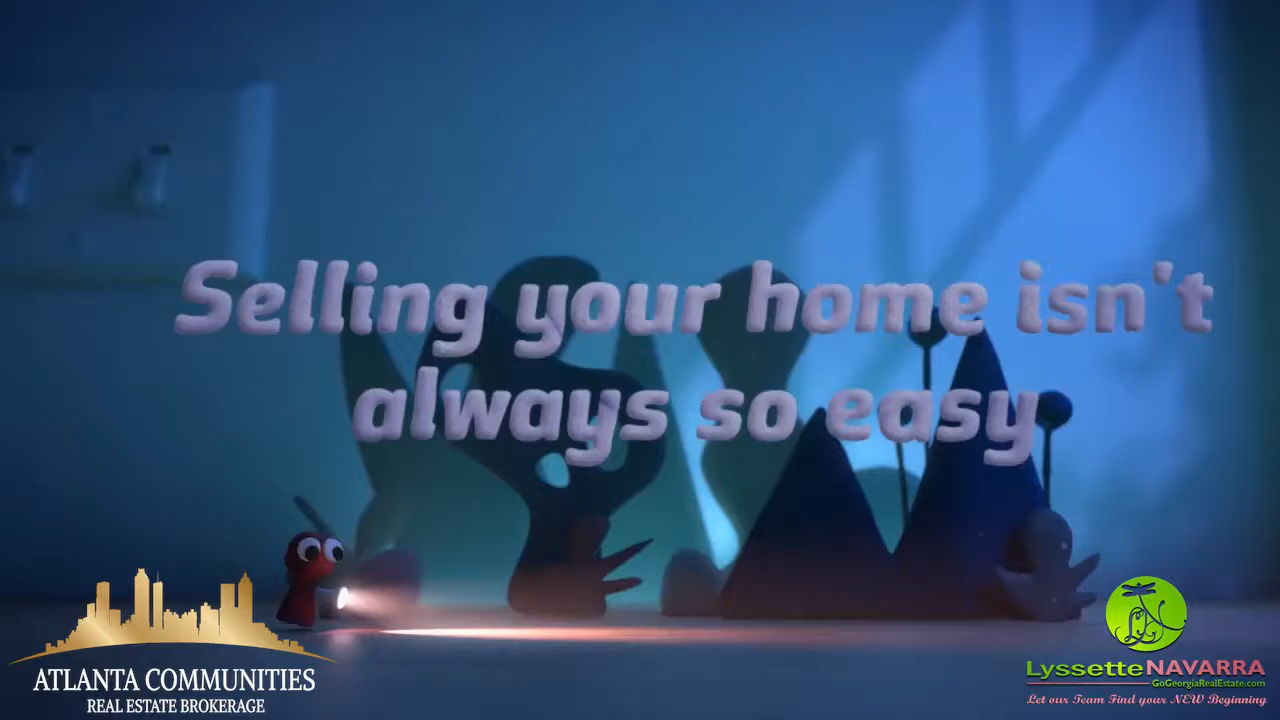 Selling your home isn't
always so easy
ATLANTA COMMUNITIES
REAL ESTATE BROKERAGE
LyssetteNAVARRA
GoGeorgiaRealEstate.com
Let our Team Find your NEW Beginning